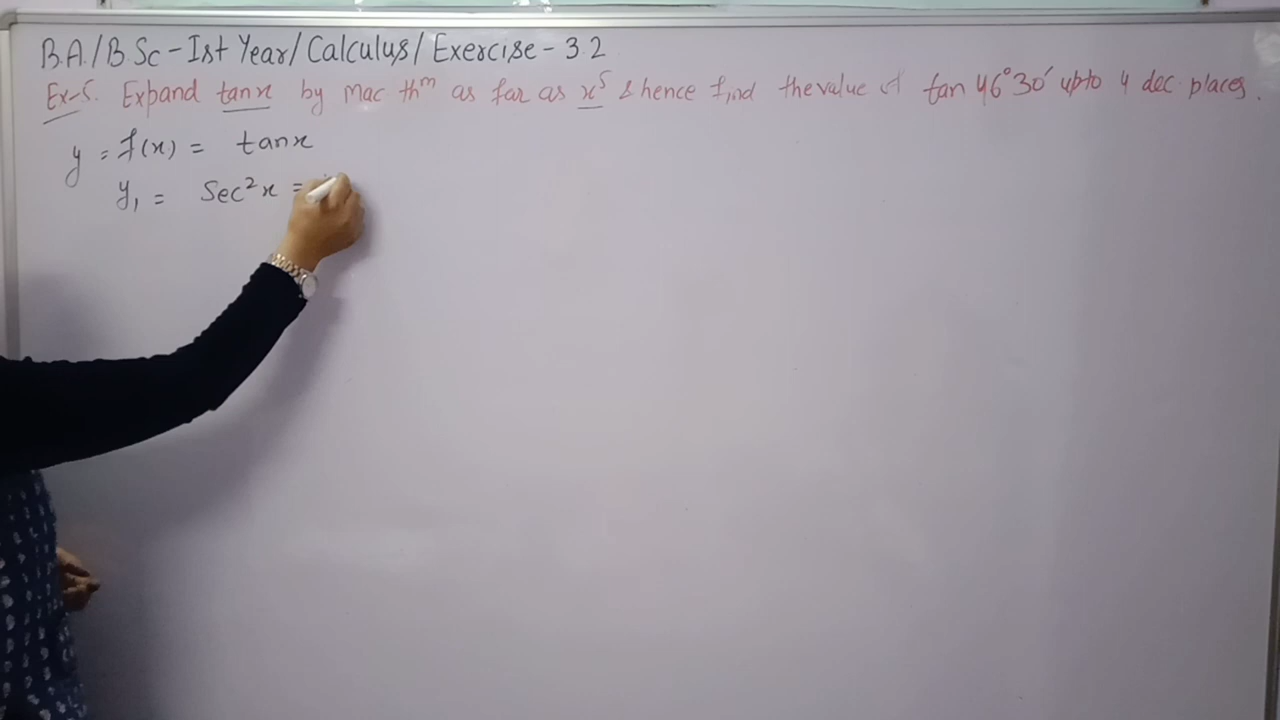 B.A./B.Sc-Ist Year/Calculus/Exercise-3.2
Ex-5. Expand tanx by Mac thm as far as x⁵ & hence find the value of tan 46°30′ upto 4 dec. places.
y = f(x) = tanx
y₁ = Sec²x =